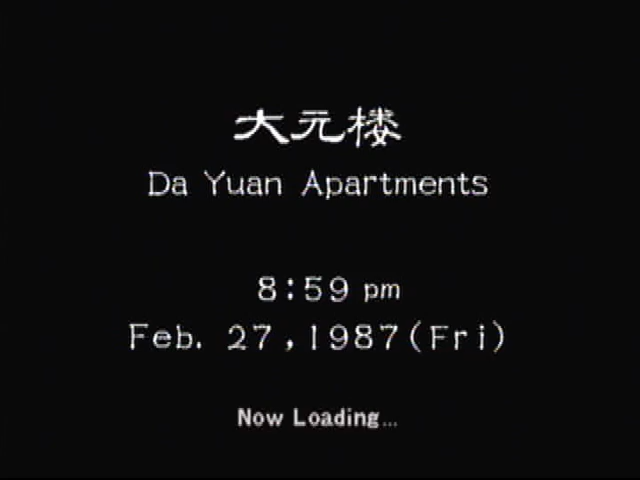 大元楼
Da Yuan Apartments
8:59 pm
Feb. 27,1987(Fri)
Now Loading...